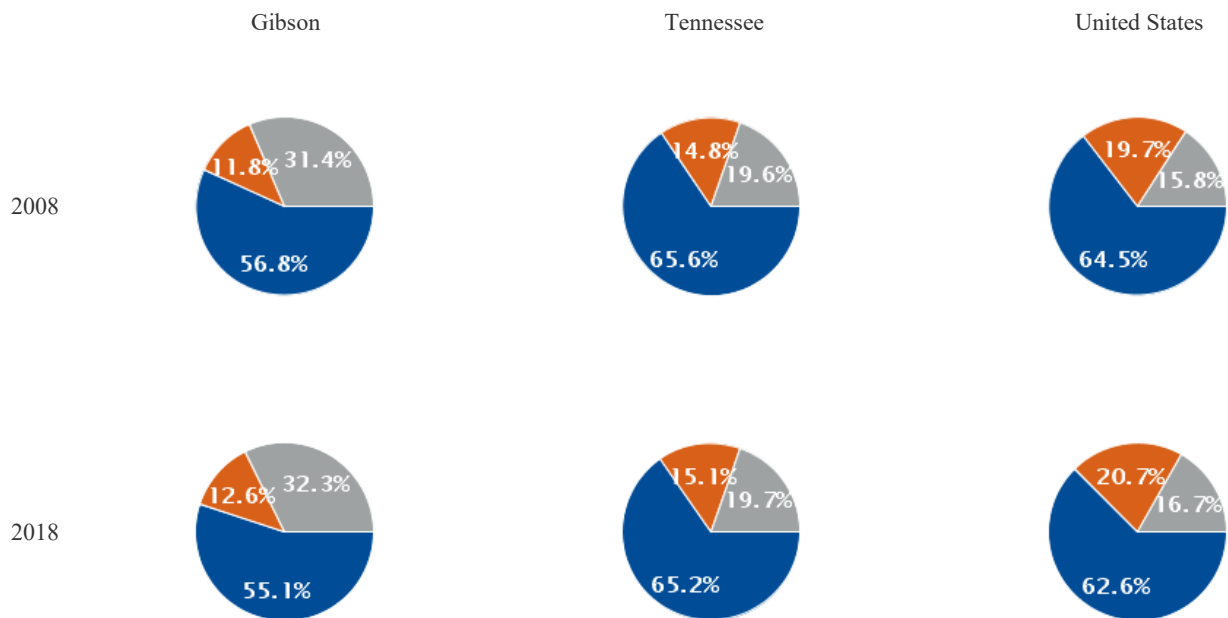 Gibson Tennessee United States
11.8% 31.4% 14.8% 19.6% 19.7% 15.8%
2008
56.8% 65.6% 64.5%
12.6% 32.3% 15.1% 19.7% 20.7% 16.7%
2018
55.1% 65.2% 62.6%